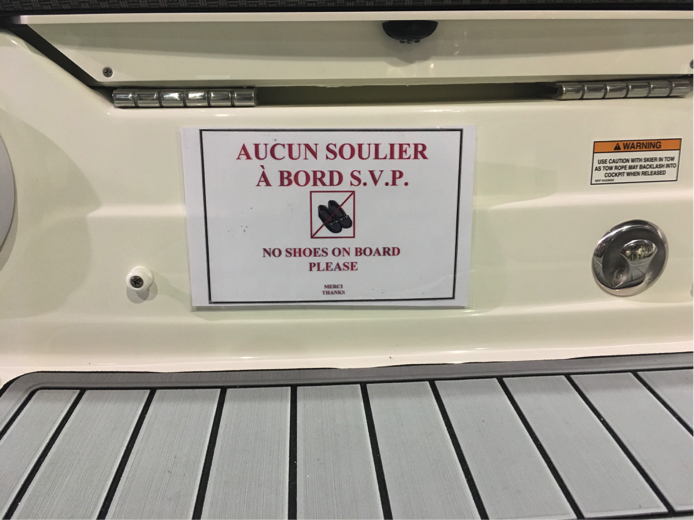 AUCUN SOULIER
À BORD S.V.P.
NO SHOES ON BOARD
PLEASE
MERCI
THANKS
WARNING
USE CAUTION WITH SKIER IN TOW
AS TOW ROPE MAY BACKLASH INTO
COCKPIT WHEN RELEASED